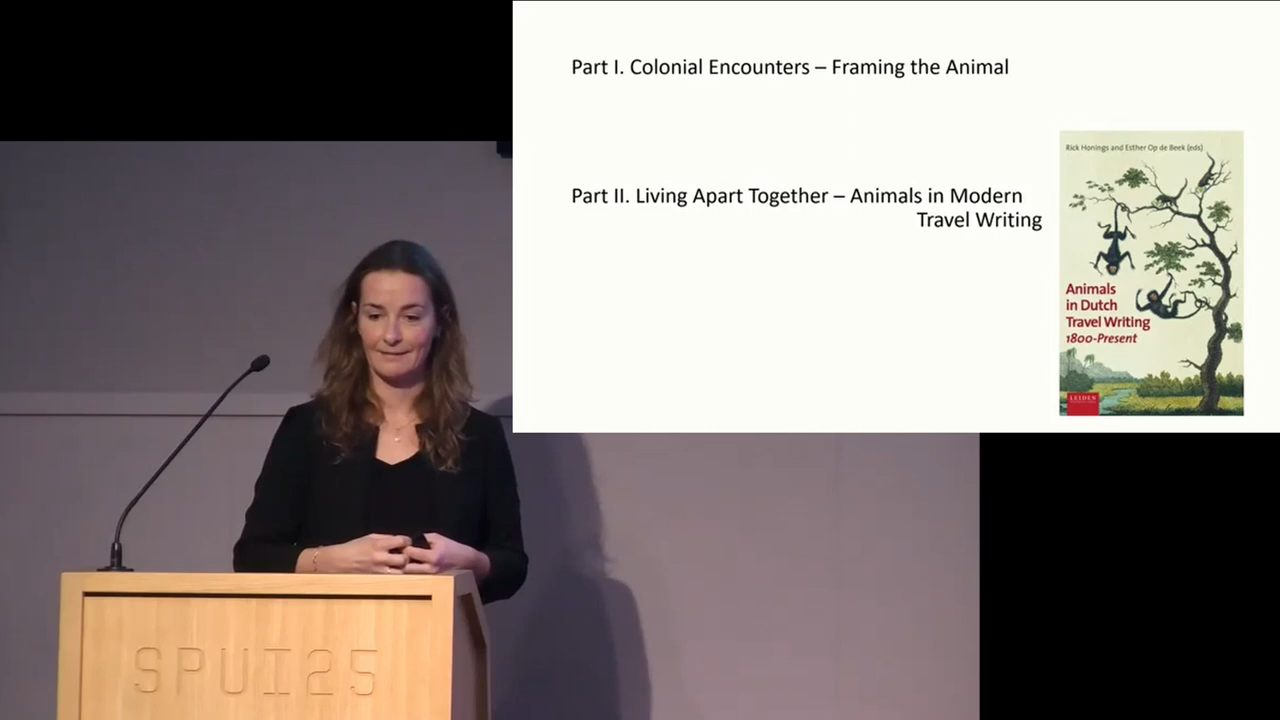 Part I. Colonial Encounters – Framing the Animal
Part II. Living Apart Together – Animals in Modern
Travel Writing
Rick Honings and Esther Op de Beek (eds)
Animals
in Dutch
Travel Writing
1800-Present
LEIDEN
SPUI25